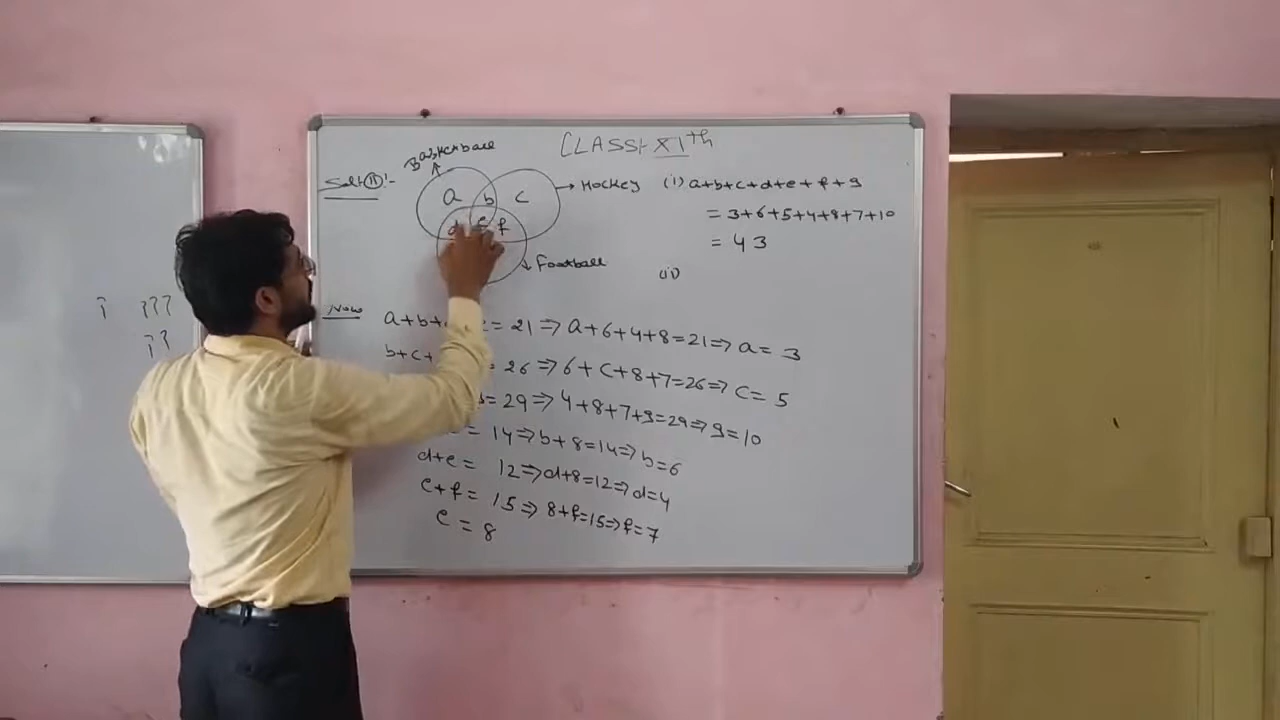 CLASS:- XIth
Sol:- 11 :-
Basketball
a b c
d e f
Hockey
Football
(i) a+b+c+d+e+f+g
= 3+6+5+4+8+7+10
= 43
(ii)
Now
a+b+ e = 21 ⇒ a+6+4+8=21 ⇒ a= 3
b+c+ = 26 ⇒ 6+c+8+7=26 ⇒ c= 5
= 29 ⇒ 4+8+7+g=29 ⇒ g=10
= 14 ⇒ b+8=14 ⇒ b=6
d+e = 12 ⇒ d+8=12 ⇒ d=4
e+f = 15 ⇒ 8+f=15 ⇒ f=7
e = 8
? ???
??